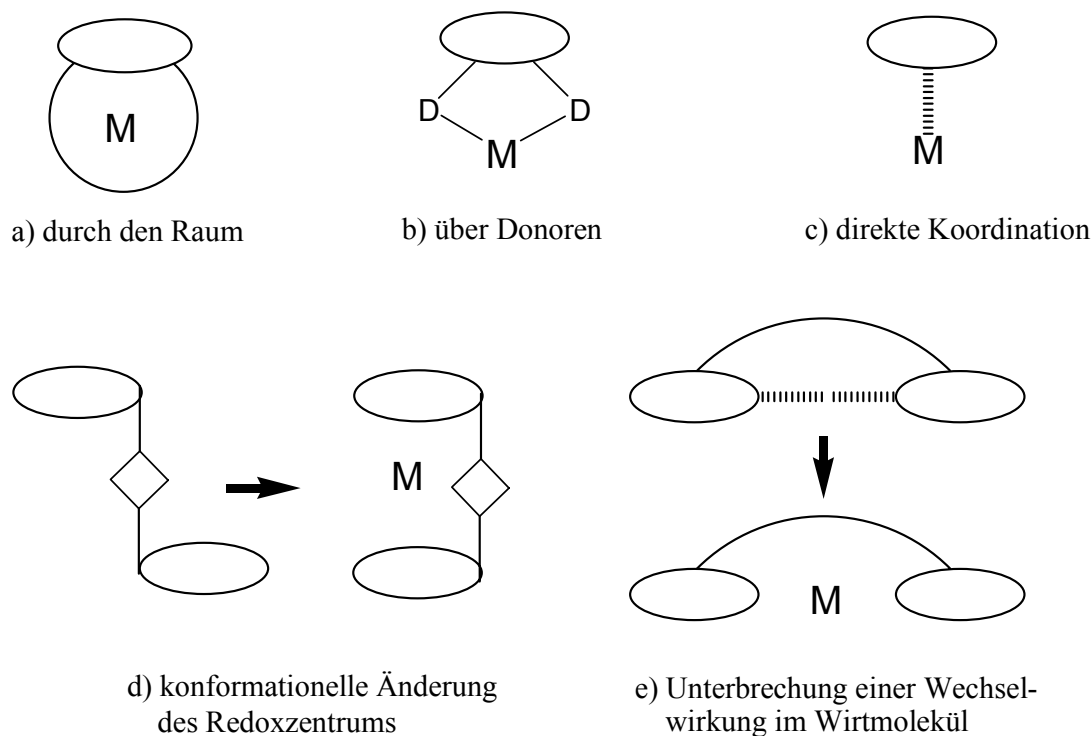 M
D D
M
M
a) durch den Raum
b) über Donoren
c) direkte Koordination
M
M
d) konformationelle Änderung
des Redoxzentrums
e) Unterbrechung einer Wechsel-
wirkung im Wirtmolekül